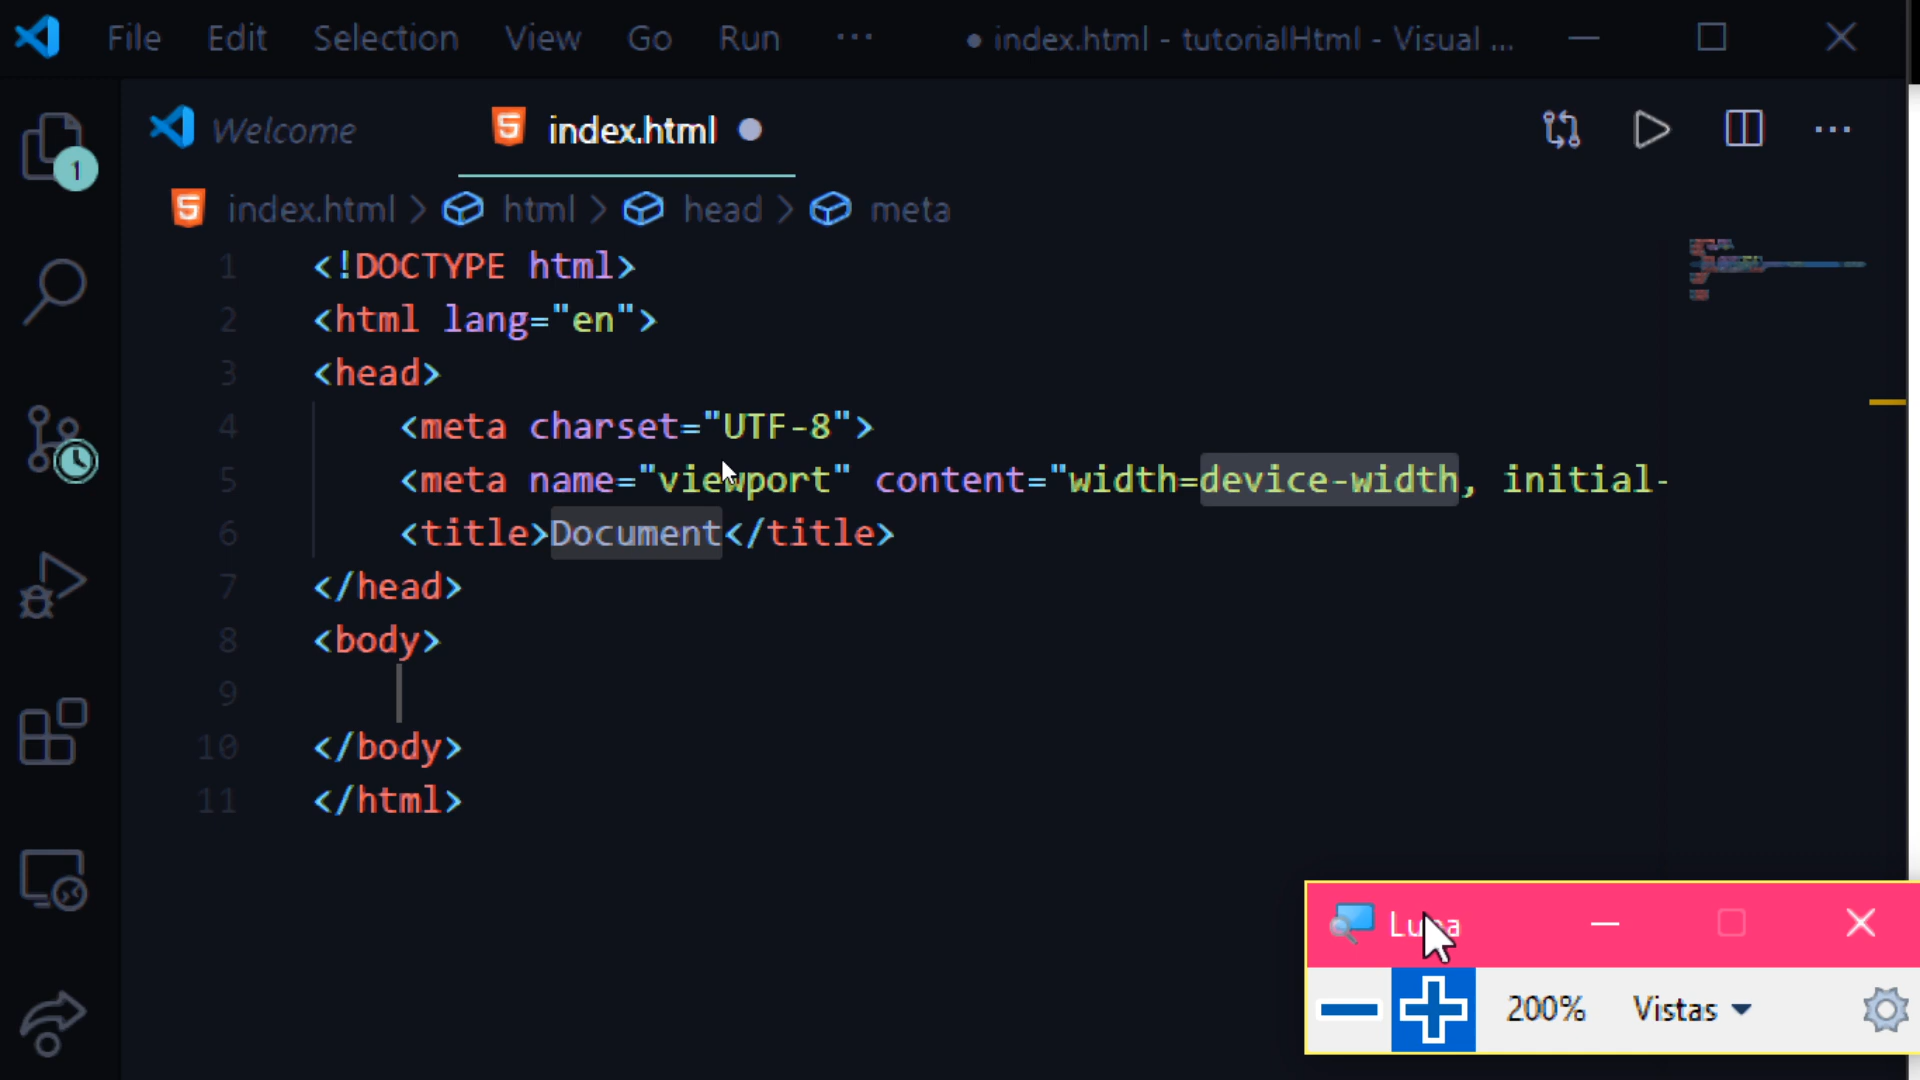 File Edit Selection View Go Run ··· ● index.html - tutorialHtml - Visual ...
Welcome index.html ●
index.html > html > head > meta
1 <!DOCTYPE html>
2 <html lang="en">
3 <head>
4 <meta charset="UTF-8">
5 <meta name="viewport" content="width=device-width, initial-
6 <title>Document</title>
7 </head>
8 <body>
9
10 </body>
11 </html>
1
Lupa
200% Vistas